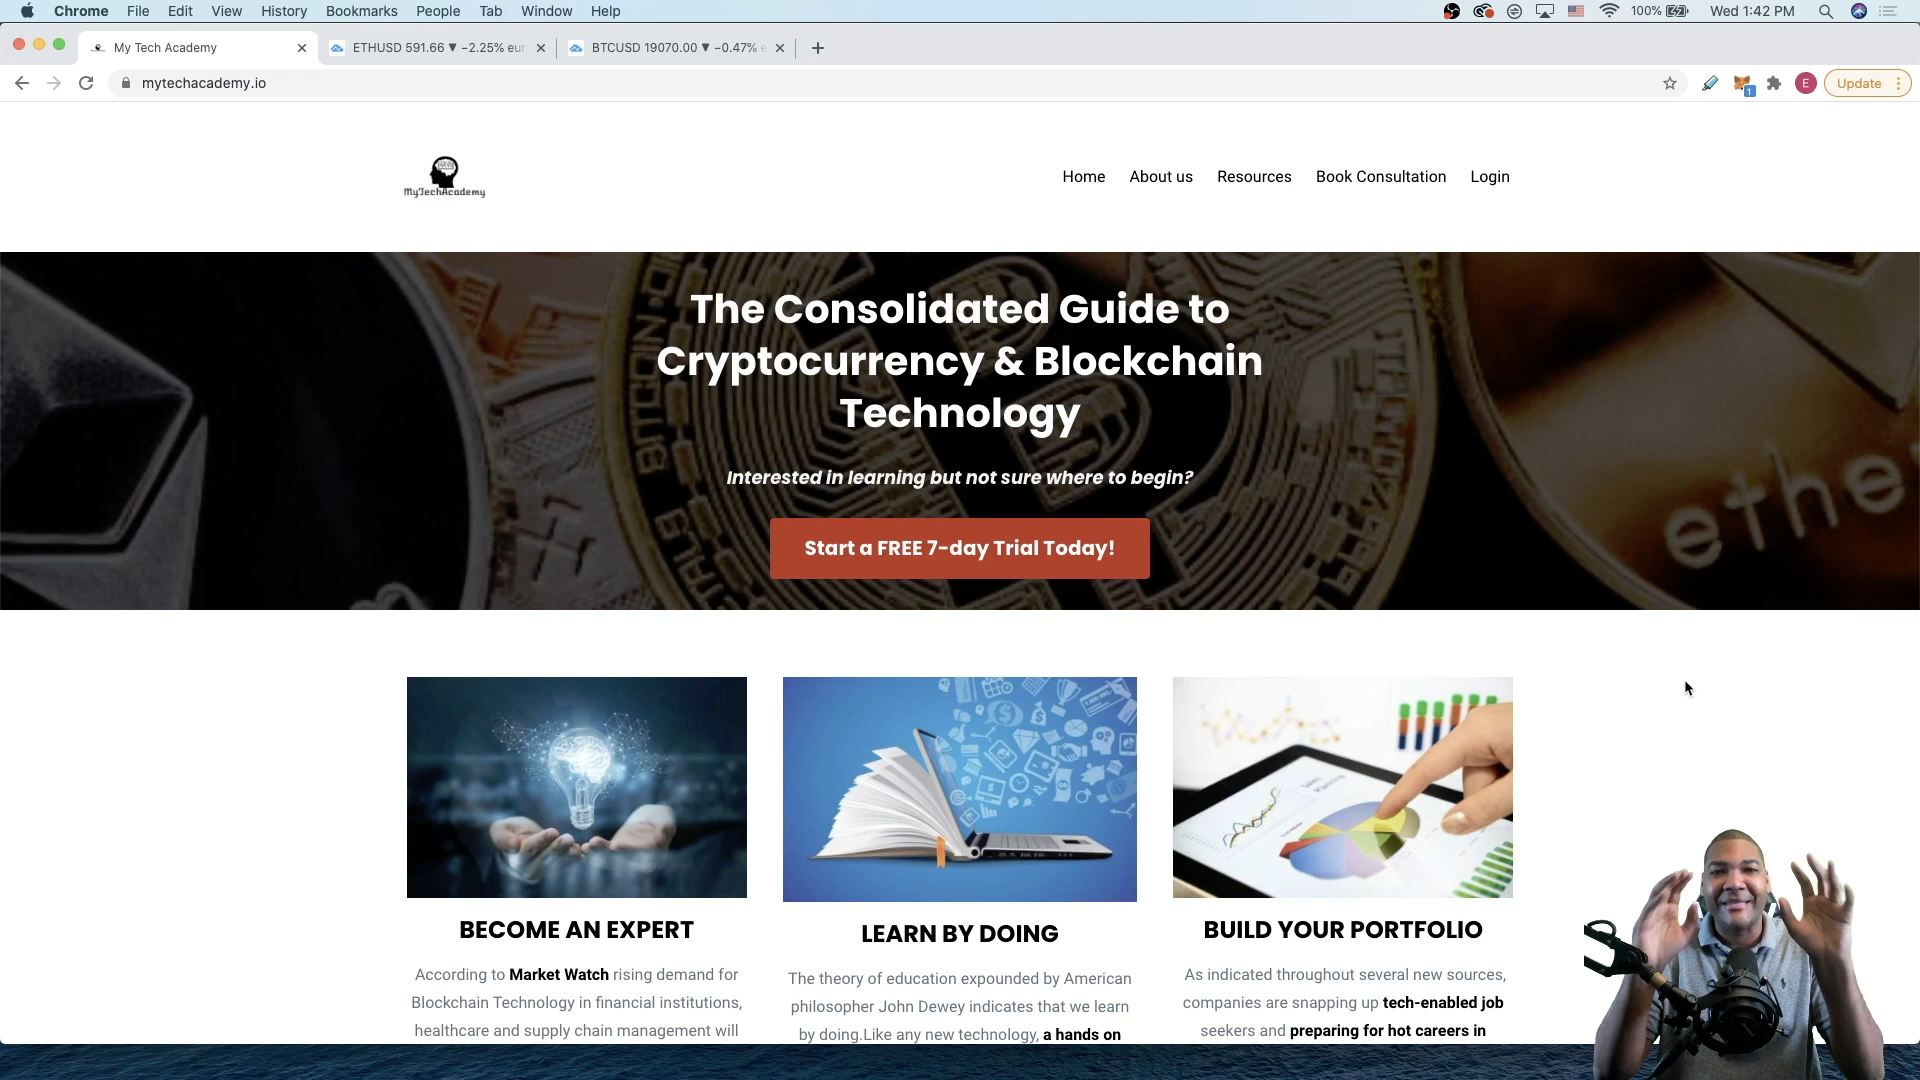 Chrome File Edit View History Bookmarks People Tab Window Help 100% Wed 1:42 PM
My Tech Academy ETHUSD 591.66 ▼ −2.25% BTCUSD 19070.00 ▼ −0.47%
mytechacademy.io 1 E Update
MyTechAcademy
Home About us Resources Book Consultation Login
The Consolidated Guide to
Cryptocurrency & Blockchain
Technology
Interested in learning but not sure where to begin?
Start a FREE 7-day Trial Today!
ethe
BECOME AN EXPERT
According to Market Watch rising demand for
Blockchain Technology in financial institutions,
healthcare and supply chain management will
LEARN BY DOING
The theory of education expounded by American
philosopher John Dewey indicates that we learn
by doing.Like any new technology, a hands on
BUILD YOUR PORTFOLIO
As indicated throughout several new sources,
companies are snapping up tech-enabled job
seekers and preparing for hot careers in